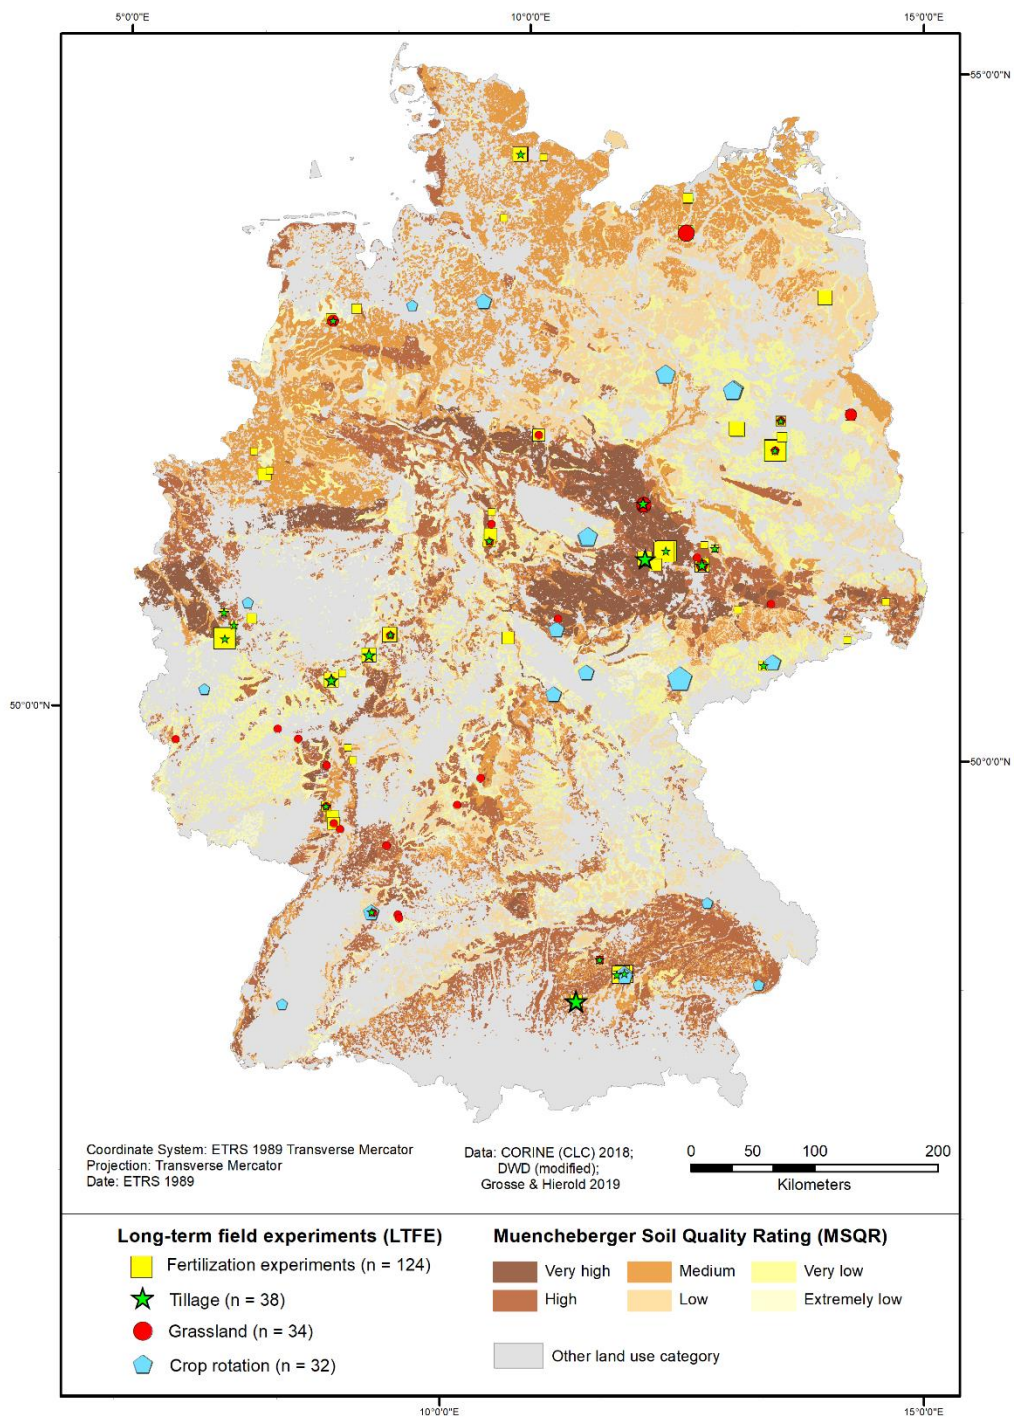 5°0'0"E
10°0'0"E
15°0'0"E
55°0'0"N
50°0'0"N
50°0'0"N
Coordinate System: ETRS 1989 Transverse Mercator
Projection: Transverse Mercator
Date: ETRS 1989
Data: CORINE (CLC) 2018;
DWD (modified);
Grosse & Hierold 2019
0 50 100 200
Kilometers
Long-term field experiments (LTFE)
Fertilization experiments (n = 124)
Tillage (n = 38)
Grassland (n = 34)
Crop rotation (n = 32)
Muencheberger Soil Quality Rating (MSQR)
Very high
Medium
Very low
High
Low
Extremely low
Other land use category
10°0'0"E
15°0'0"E